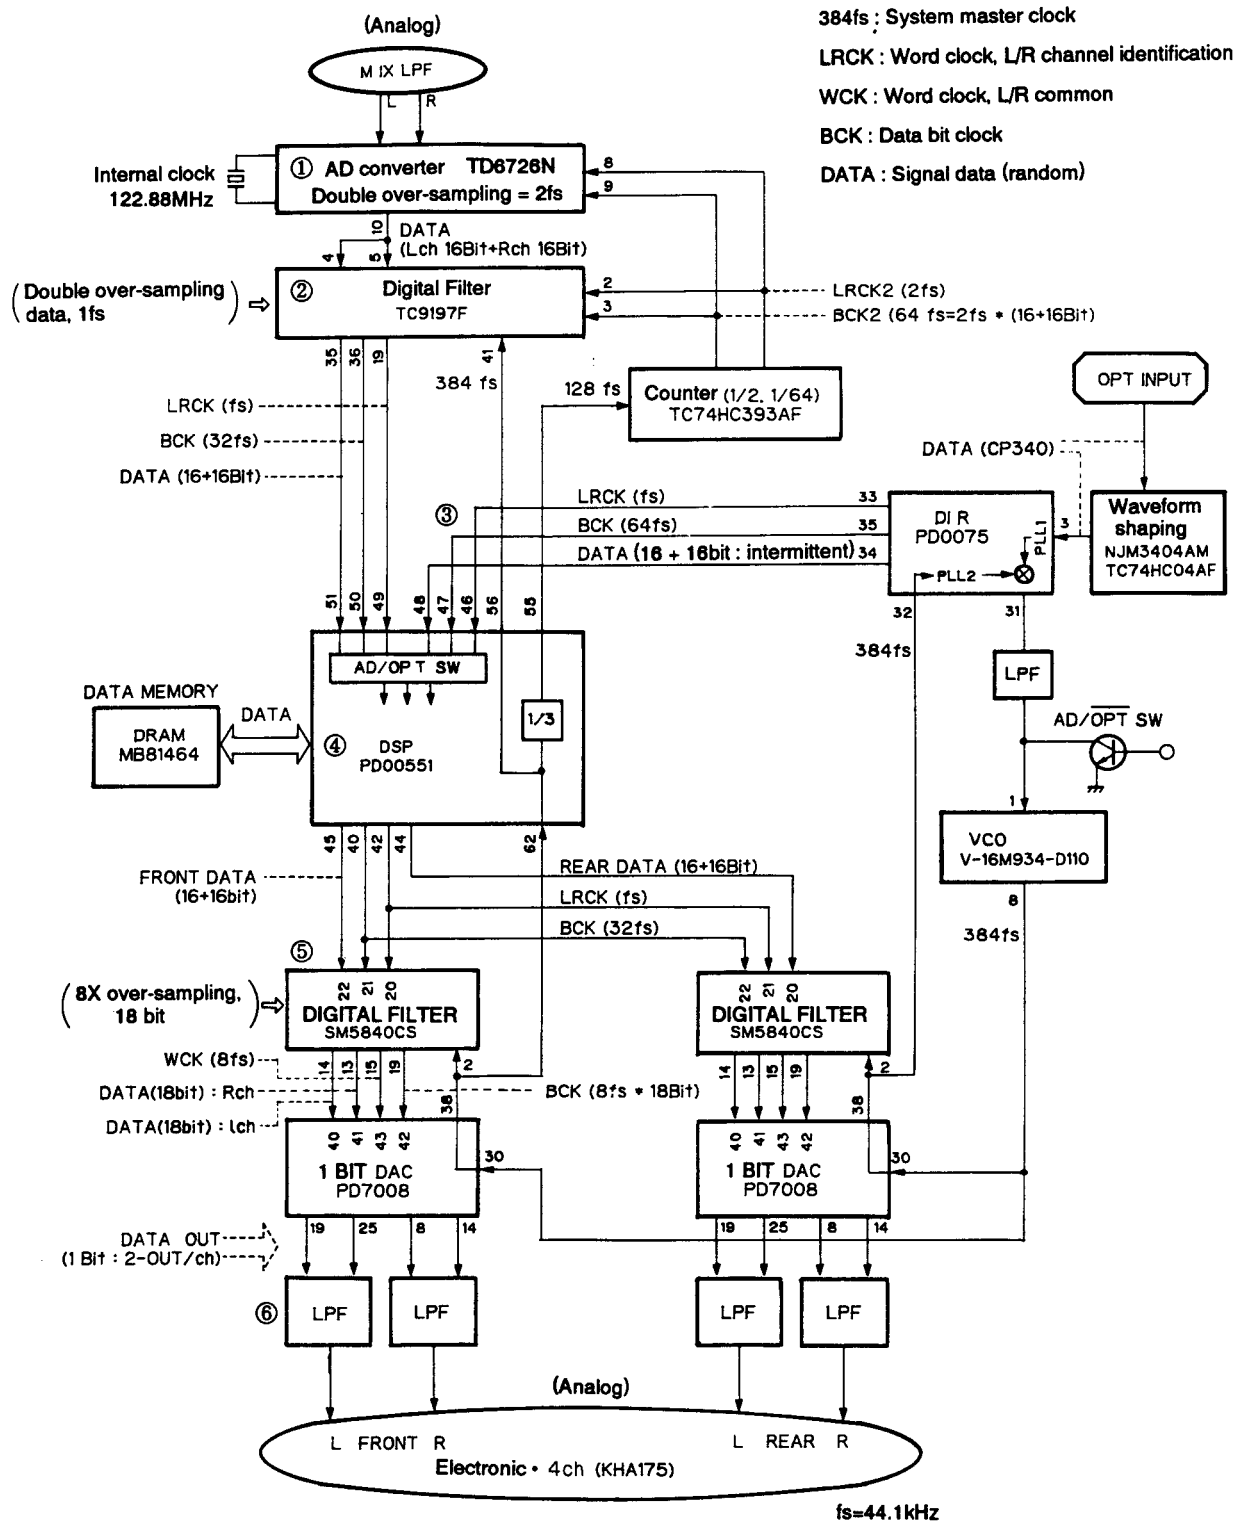 (Analog)
MIX LPF
L R
384fs : System master clock
LRCK : Word clock, L/R channel identification
WCK : Word clock, L/R common
BCK : Data bit clock
DATA : Signal data (random)
Internal clock
122.88MHz
① AD converter TD6726N
Double over-sampling = 2fs
8
9
10
DATA
(Lch 16Bit+Rch 16Bit)
4 5
(Double over-sampling
data, 1fs)
② Digital Filter
TC9197F
2
3
LRCK2 (2fs)
BCK2 (64 fs=2fs * (16+16Bit)
35 36 19 41
384 fs
128 fs
Counter (1/2, 1/64)
TC74HC393AF
OPT INPUT
LRCK (fs)
BCK (32fs)
DATA (16+16Bit)
DATA (CP340)
③
LRCK (fs) 33
BCK (64fs) 35
DATA (16 + 16bit : intermittent) 34
DIR
PD0075
PLL1
PLL2
3
Waveform
shaping
NJM3404AM
TC74HC04AF
32 31
384fs
LPF
AD/OPT SW
51 50 49 48 47 46 56 55
AD/OPT SW
1/3
DATA MEMORY
DRAM
MB81464
DATA
④ DSP
PD00551
1
VCO
V-16M934-D110
8
384fs
45 40 42 44 62
FRONT DATA
(16+16bit)
REAR DATA (16+16Bit)
LRCK (fs)
BCK (32fs)
⑤
(8X over-sampling,
18 bit)
22 21 20
DIGITAL FILTER
SM5840CS
22 21 20
DIGITAL FILTER
SM5840CS
14 13 15 19 2
14 13 15 19 2
WCK (8fs)
DATA(18bit) : Rch
DATA(18bit) : lch
BCK (8fs * 18Bit)
38
38
40 41 43 42
1 BIT DAC
PD7008
30
40 41 43 42
1 BIT DAC
PD7008
30
19 25 8 14
19 25 8 14
DATA OUT
(1 Bit : 2-OUT/ch)
⑥ LPF LPF LPF LPF
(Analog)
L FRONT R L REAR R
Electronic • 4ch (KHA175)
fs=44.1kHz